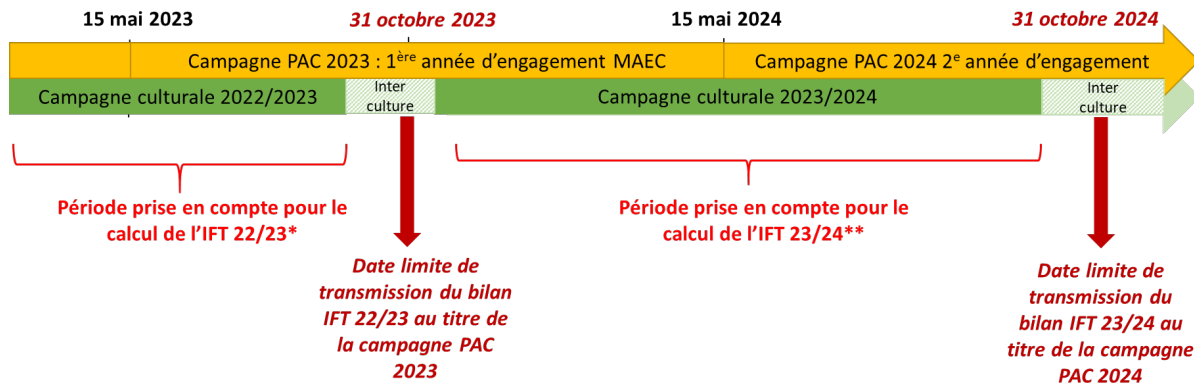 15 mai 2023
31 octobre 2023
15 mai 2024
31 octobre 2024
Campagne PAC 2023 : 1ère année d’engagement MAEC
Campagne PAC 2024 2e année d’engagement
Campagne culturale 2022/2023
Inter
culture
Campagne culturale 2023/2024
Inter
culture
Période prise en compte pour le
calcul de l’IFT 22/23*
Période prise en compte pour le
calcul de l’IFT 23/24**
Date limite de
transmission du bilan
IFT 22/23 au titre de
la campagne PAC
2023
Date limite de
transmission du
bilan IFT 23/24 au
titre de la campagne
PAC 2024